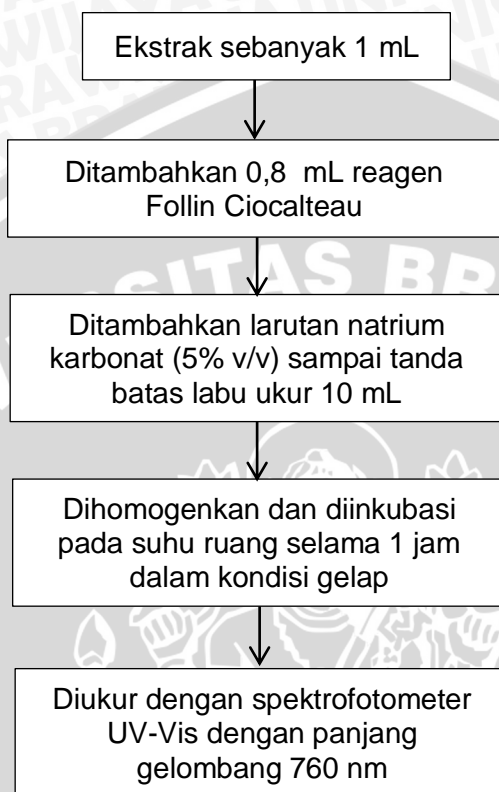 Ekstrak sebanyak 1 mL
Ditambahkan 0,8 mL reagen
Follin Ciocalteau
Ditambahkan larutan natrium
karbonat (5% v/v) sampai tanda
batas labu ukur 10 mL
Dihomogenkan dan diinkubasi
pada suhu ruang selama 1 jam
dalam kondisi gelap
Diukur dengan spektrofotometer
UV-Vis dengan panjang
gelombang 760 nm